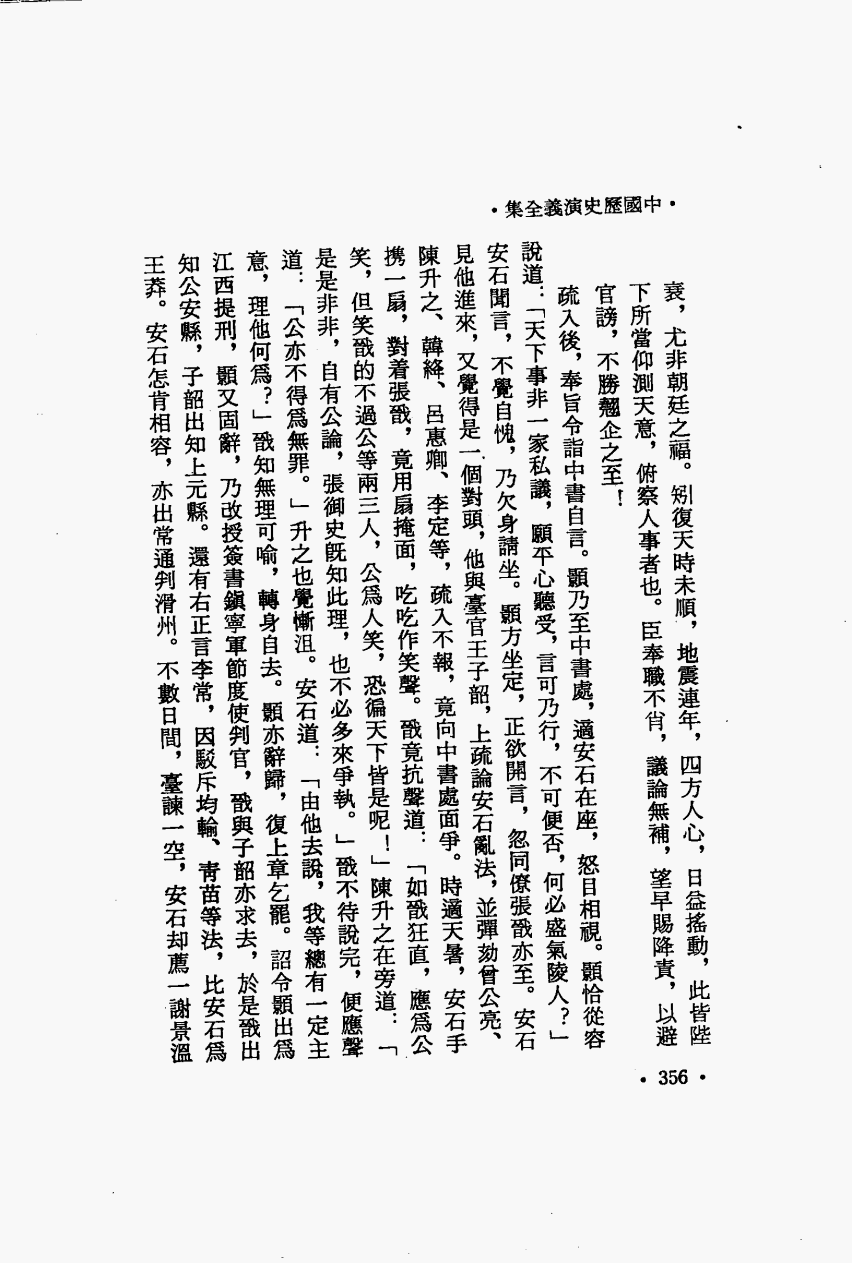 •中國歷史演義全集•
衰，尤非朝廷之福。矧復天時未順，地震連年，四方人心，日益搖動，此皆陛
下所當仰測天意，俯察人事者也。臣奉職不肖，議論無補，望早賜降責，以避
官謗，不勝翹企之至！
疏入後，奉旨令詣中書自言。顥乃至中書處，適安石在座，怒目相視。顥恰從容
說道：「天下事非一家私議，願平心聽受，言可乃行，不可便否，何必盛氣陵人？」
安石聞言，不覺自愧，乃欠身請坐。顥方坐定，正欲開言，忽同僚張戩亦至。安石
見他進來，又覺得是一個對頭，他與臺官王子韶，上疏論安石亂法，並彈劾曾公亮、
陳升之、韓絳、呂惠卿、李定等，疏入不報，竟向中書處面爭。時適天暑，安石手
携一扇，對着張戩，竟用扇掩面，吃吃作笑聲。戩竟抗聲道：「如戩狂直，應爲公
笑，但笑戩的不過公等兩三人，公爲人笑，恐徧天下皆是呢！」陳升之在旁道：「
是是非非，自有公論，張御史旣知此理，也不必多來爭執。」戩不待說完，便應聲
道：「公亦不得爲無罪。」升之也覺慚沮。安石道：「由他去說，我等總有一定主
意，理他何爲？」戩知無理可喻，轉身自去。顥亦辭歸，復上章乞罷。詔令顥出爲
江西提刑，顥又固辭，乃改授簽書鎭寧軍節度使判官，戩與子韶亦求去，於是戩出
知公安縣，子韶出知上元縣。還有右正言李常，因駁斥均輸、靑苗等法，比安石爲
王莽。安石怎肯相容，亦出常通判滑州。不數日間，臺諫一空，安石却薦一謝景溫
•356•